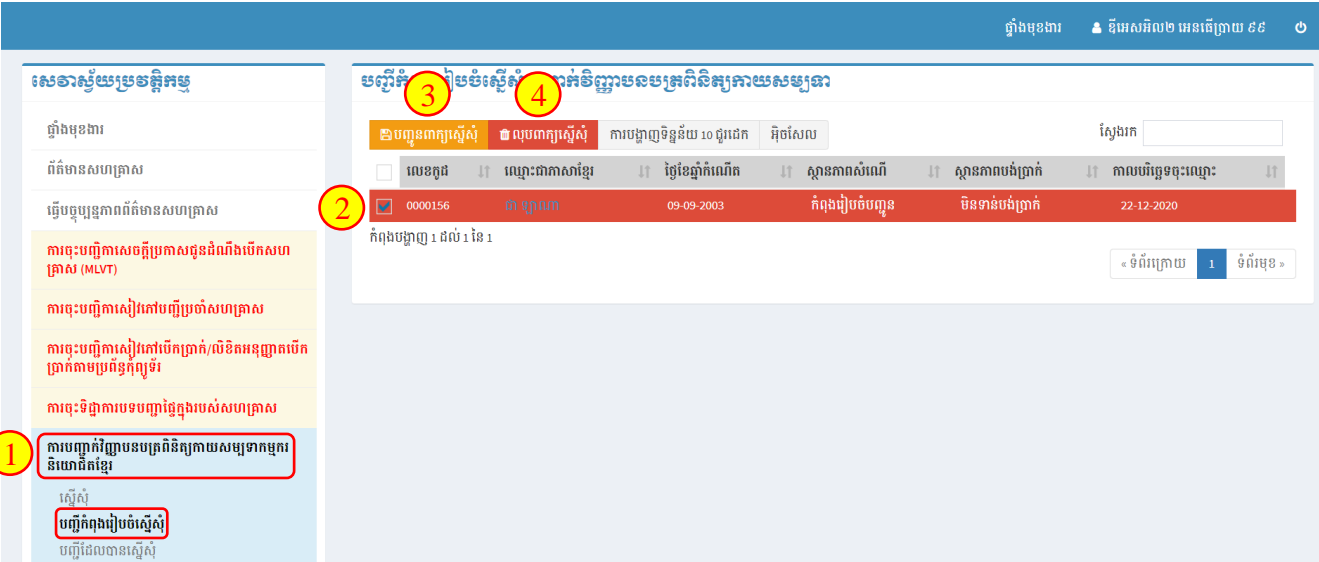 ផ្ទាំងមុខងារ ឌីអេសអិល២ អេនធើប្រាយ ៩៩
សេវាស្វ័យប្រវត្តិកម្ម
ផ្ទាំងមុខងារ
ព័ត៌មានសហគ្រាស
ធ្វើបច្ចុប្បន្នភាពព័ត៌មានសហគ្រាស
ការចុះបញ្ជិកាសេចក្តីប្រកាសជូនដំណឹងបើកសហ
គ្រាស (MLVT)
ការចុះបញ្ជិកាសៀវភៅបញ្ជីប្រចាំសហគ្រាស
ការចុះបញ្ជិកាសៀវភៅបើកប្រាក់/លិខិតអនុញ្ញាតបើក
ប្រាក់តាមប្រព័ន្ធកុំព្យូទ័រ
ការចុះទិដ្ឋាការបទបញ្ជាផ្ទៃក្នុងរបស់សហគ្រាស
1
ការបញ្ជាក់វិញ្ញាបនបត្រពិនិត្យកាយសម្បទាកម្មករ
និយោជិតខ្មែរ
ស្នើសុំ
បញ្ជីកំពុងរៀបចំស្នើសុំ
បញ្ជីដែលបានស្នើសុំ
បញ្ជីកំ រៀបចំស្នើសុំ វិញ្ញាបនបត្រពិនិត្យកាយសម្បទា
3 4
បញ្ជូនពាក្យស្នើសុំ លុបពាក្យស្នើសុំ ការបង្ហាញទិន្នន័យ 10 ជួរដេក អ៊ិចសែល ស្វែងរក
លេខកូដ ឈ្មោះជាភាសាខ្មែរ ថ្ងៃខែឆ្នាំកំណើត ស្ថានភាពសំណើ ស្ថានភាពបង់ប្រាក់ កាលបរិច្ឆេទចុះឈ្មោះ
2 0000156 09-09-2003 កំពុងរៀបចំបញ្ជូន មិនទាន់បង់ប្រាក់ 22-12-2020
កំពុងបង្ហាញ 1 ដល់ 1 នៃ 1
« ទំព័រក្រោយ 1 ទំព័រមុខ »